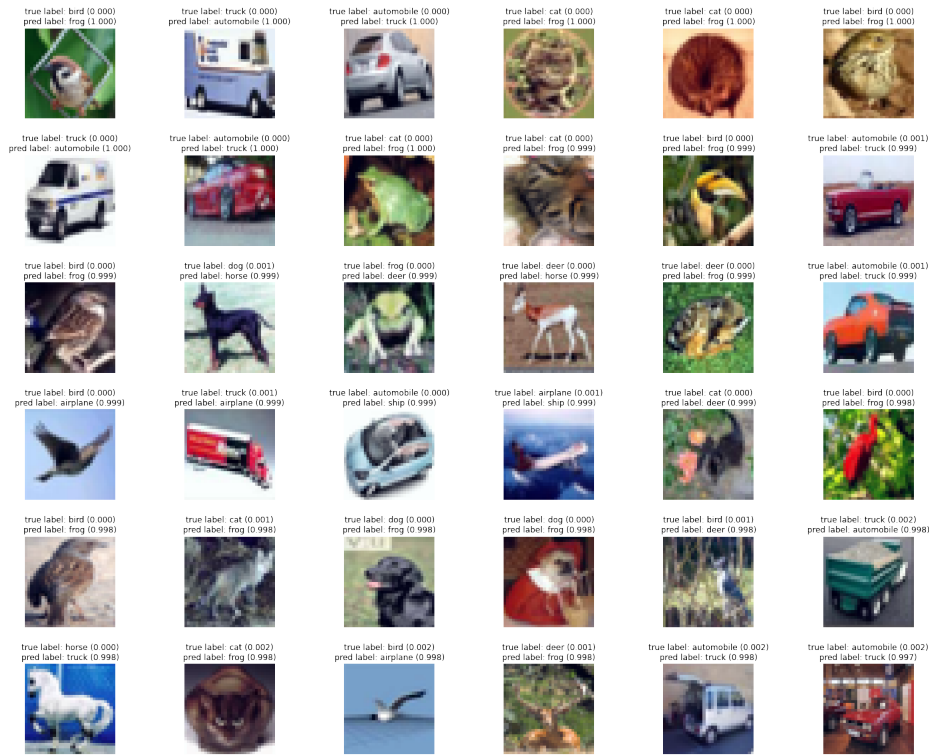 true label: bird (0.000)
pred label: frog (1.000)
true label: truck (0.000)
pred label: automobile (1.000)
true label: automobile (0.000)
pred label: truck (1.000)
true label: cat (0.000)
pred label: frog (1.000)
true label: cat (0.000)
pred label: frog (1.000)
true label: bird (0.000)
pred label: frog (1.000)
true label: truck (0.000)
pred label: automobile (1.000)
true label: automobile (0.000)
pred label: truck (1.000)
true label: cat (0.000)
pred label: frog (1.000)
true label: cat (0.000)
pred label: frog (0.999)
true label: bird (0.000)
pred label: frog (0.999)
true label: automobile (0.001)
pred label: truck (0.999)
true label: bird (0.000)
pred label: frog (0.999)
true label: dog (0.001)
pred label: horse (0.999)
true label: frog (0.000)
pred label: deer (0.999)
true label: deer (0.000)
pred label: horse (0.999)
true label: deer (0.000)
pred label: frog (0.999)
true label: automobile (0.001)
pred label: truck (0.999)
true label: bird (0.000)
pred label: airplane (0.999)
true label: truck (0.001)
pred label: airplane (0.999)
true label: automobile (0.000)
pred label: ship (0.999)
true label: airplane (0.001)
pred label: ship (0.999)
true label: cat (0.000)
pred label: deer (0.999)
true label: bird (0.000)
pred label: frog (0.998)
true label: bird (0.000)
pred label: frog (0.998)
true label: cat (0.001)
pred label: frog (0.998)
true label: dog (0.000)
pred label: frog (0.998)
true label: dog (0.000)
pred label: frog (0.998)
true label: bird (0.001)
pred label: deer (0.998)
true label: truck (0.002)
pred label: automobile (0.998)
true label: horse (0.000)
pred label: truck (0.998)
true label: cat (0.002)
pred label: frog (0.998)
true label: bird (0.002)
pred label: airplane (0.998)
true label: deer (0.001)
pred label: frog (0.998)
true label: automobile (0.002)
pred label: truck (0.998)
true label: automobile (0.002)
pred label: truck (0.997)